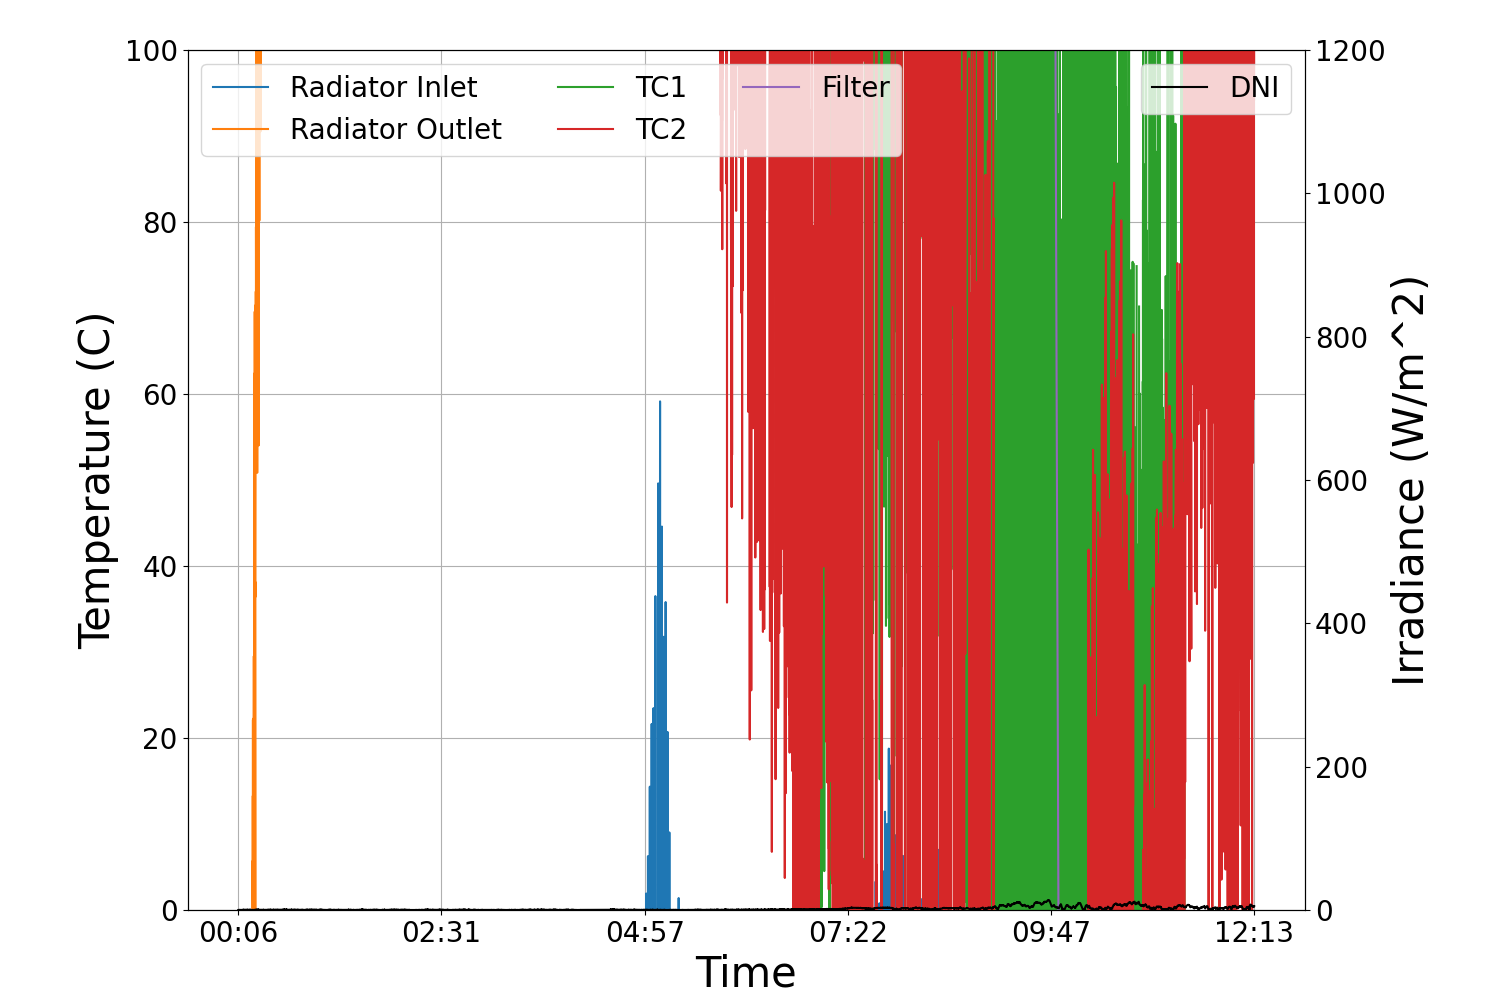 Radiator Inlet
Radiator Outlet
TC1
TC2
Filter
DNI
Temperature (C)
100
80
60
40
20
0
Irradiance (W/m^2)
1200
1000
800
600
400
200
0
00:06
02:31
04:57
07:22
09:47
12:13
Time